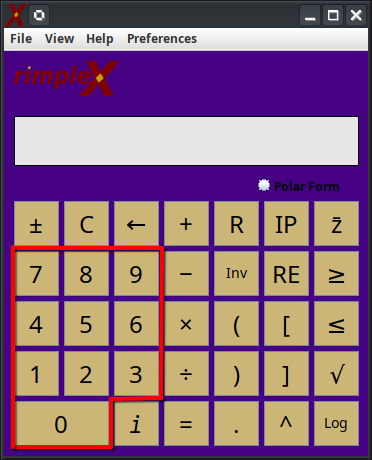 File View Help Preferences
rimpleX
Polar Form
± C ← + R IP z̄
7 8 9 − Inv RE ≥
4 5 6 × ( [ ≤
1 2 3 ÷ ) ] √
0 i = . ^ Log